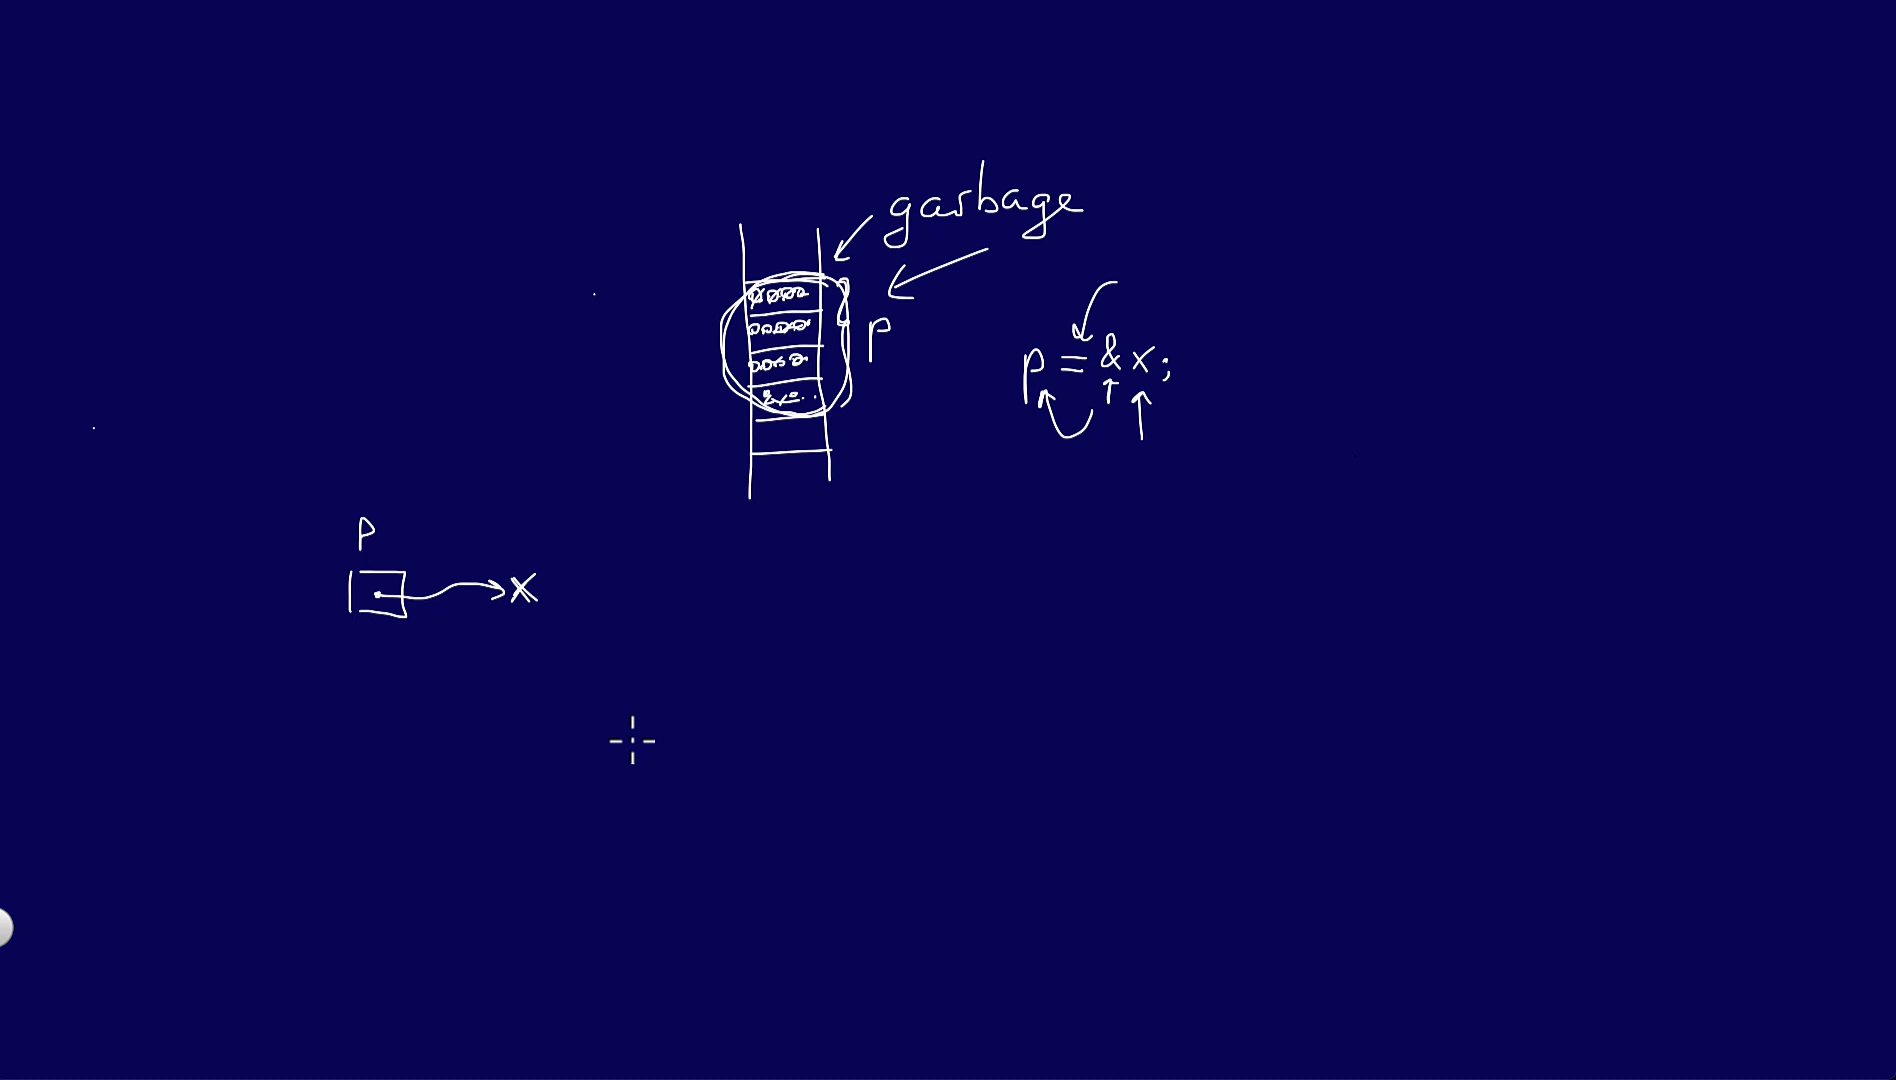 garbage
P
p = &x;
P
X